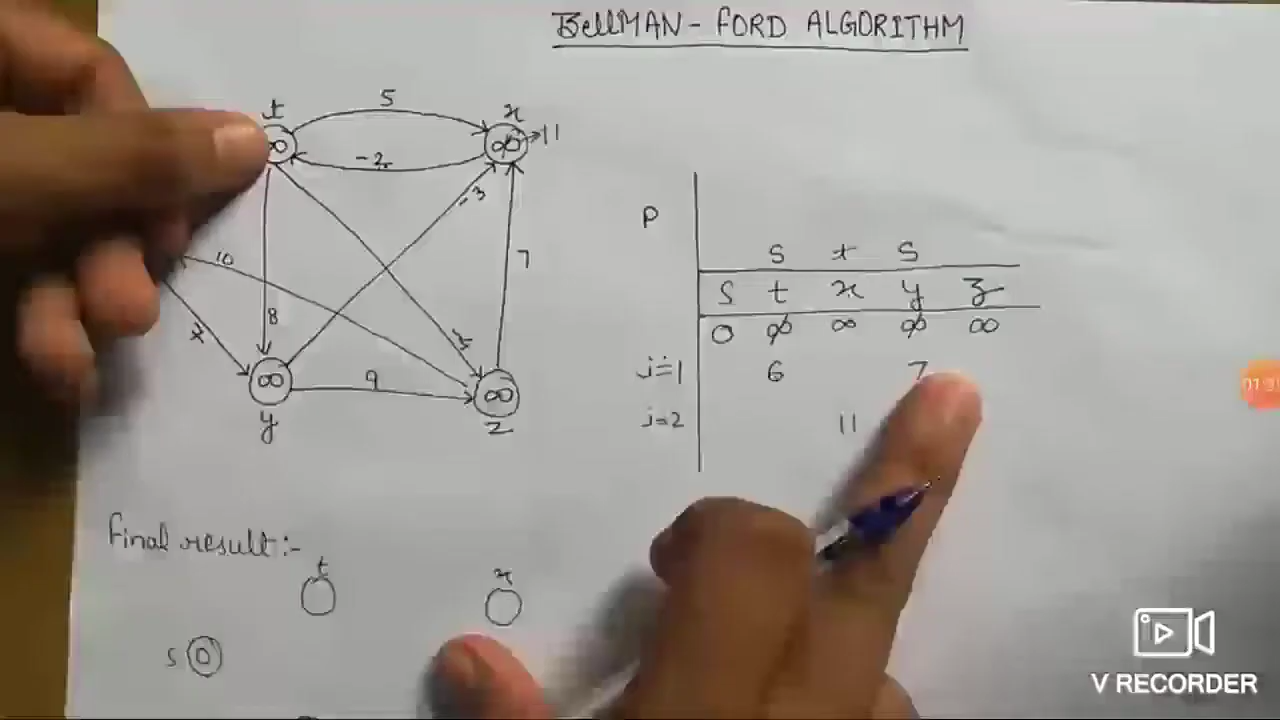 BellMAN - FORD ALGORITHM
t 5 x
∞ ∞ → 11
-2
-3
P
10 7
S t S
S t x y z
8
0 ∞ ∞ ∞ ∞
7
i=1 6 7
∞ 9 ∞
y z
i=2 11
Final result:-
t x
S 0
V RECORDER